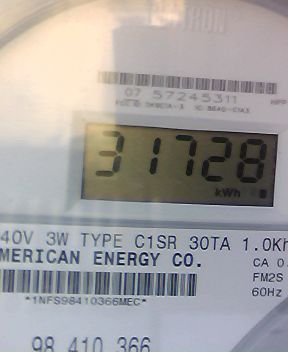 07 57245311
31728
kWh
40V 3W TYPE C1SR 30TA 1.0Kh
MERICAN ENERGY CO.
CA 0.
FM2S
60Hz
*1NFS98410366MEC*
98 410 366